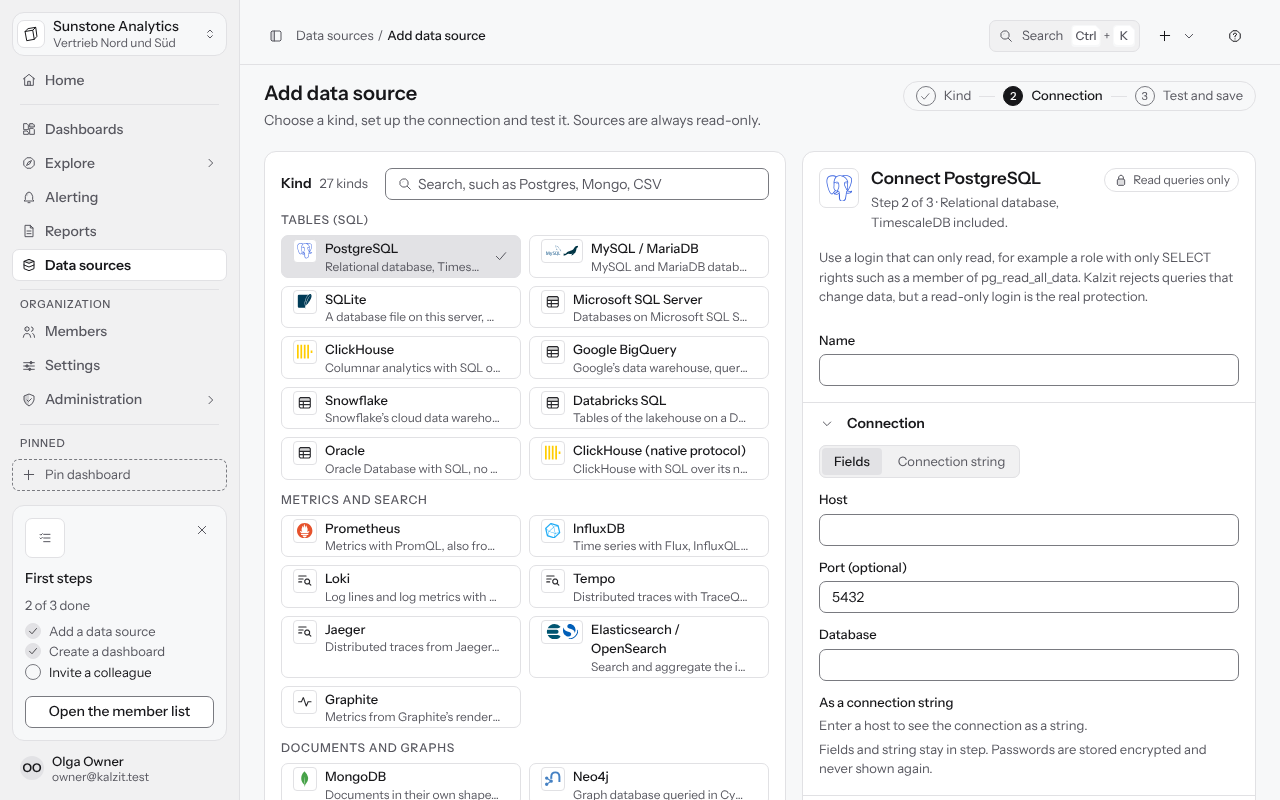 Sunstone Analytics
Vertrieb Nord und Süd
Home
Dashboards
Explore
Alerting
Reports
Data sources
ORGANIZATION
Members
Settings
Administration
PINNED
Pin dashboard
First steps
2 of 3 done
Add a data source
Create a dashboard
Invite a colleague
Open the member list
OO
Olga Owner
owner@kalzit.test
Data sources / Add data source
Search Ctrl + K
Add data source
Choose a kind, set up the connection and test it. Sources are always read-only.
Kind
2 Connection
3 Test and save
Kind 27 kinds
Search, such as Postgres, Mongo, CSV
TABLES (SQL)
PostgreSQL
Relational database, Times…
MySQL / MariaDB
MySQL and MariaDB datab…
SQLite
A database file on this server, …
Microsoft SQL Server
Databases on Microsoft SQL S…
ClickHouse
Columnar analytics with SQL o…
Google BigQuery
Google's data warehouse, quer…
Snowflake
Snowflake's cloud data wareho…
Databricks SQL
Tables of the lakehouse on a D…
Oracle
Oracle Database with SQL, no …
ClickHouse (native protocol)
ClickHouse with SQL over its n…
METRICS AND SEARCH
Prometheus
Metrics with PromQL, also fro…
InfluxDB
Time series with Flux, InfluxQL…
Loki
Log lines and log metrics with …
Tempo
Distributed traces with TraceQ…
Jaeger
Distributed traces from Jaeger…
Elasticsearch /
OpenSearch
Search and aggregate the i…
Graphite
Metrics from Graphite's render…
DOCUMENTS AND GRAPHS
MongoDB
Documents in their own shape…
Neo4j
Graph database queried in Cy…
Connect PostgreSQL
Read queries only
Step 2 of 3 · Relational database,
TimescaleDB included.
Use a login that can only read, for example a role with only SELECT
rights such as a member of pg_read_all_data. Kalzit rejects queries that
change data, but a read-only login is the real protection.
Name
Connection
Fields
Connection string
Host
Port (optional)
5432
Database
As a connection string
Enter a host to see the connection as a string.
Fields and string stay in step. Passwords are stored encrypted and
never shown again.